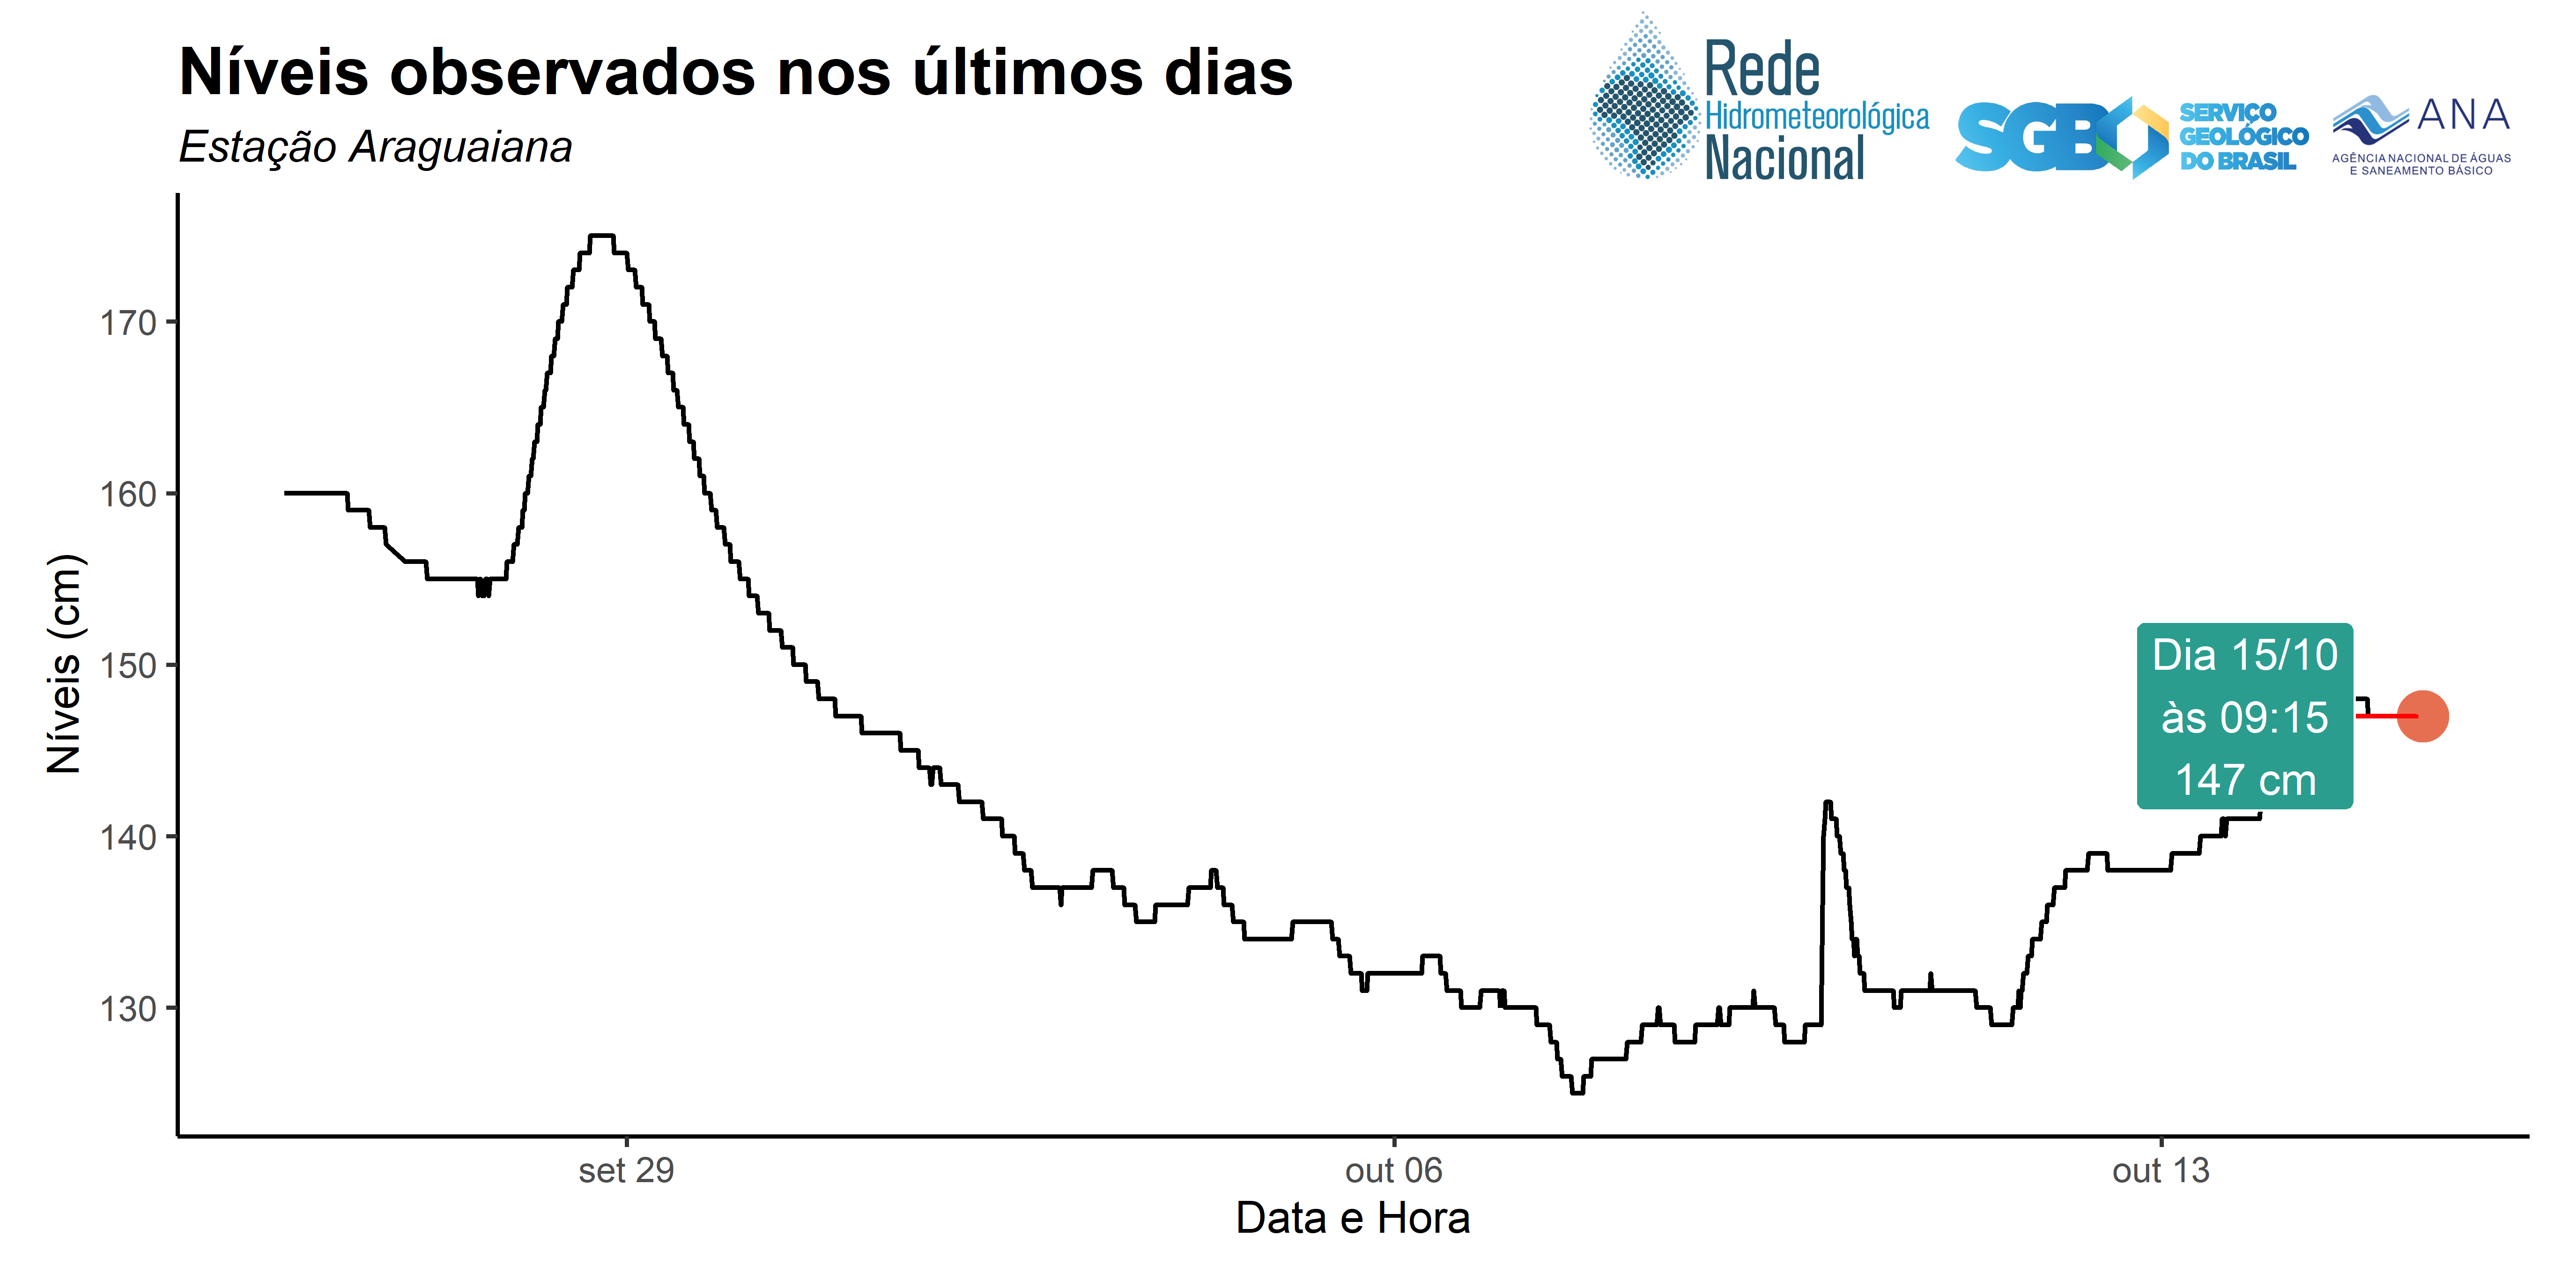 Níveis observados nos últimos dias
Estação Araguaiana
Rede
Hidrometeorológica
Nacional
SGB
SERVIÇO
GEOLÓGICO
DO BRASIL
ANA
AGÊNCIA NACIONAL DE ÁGUAS
E SANEAMENTO BÁSICO
Níveis (cm)
170
160
150
140
130
Dia 15/10
às 09:15
147 cm
set 29
out 06
out 13
Data e Hora